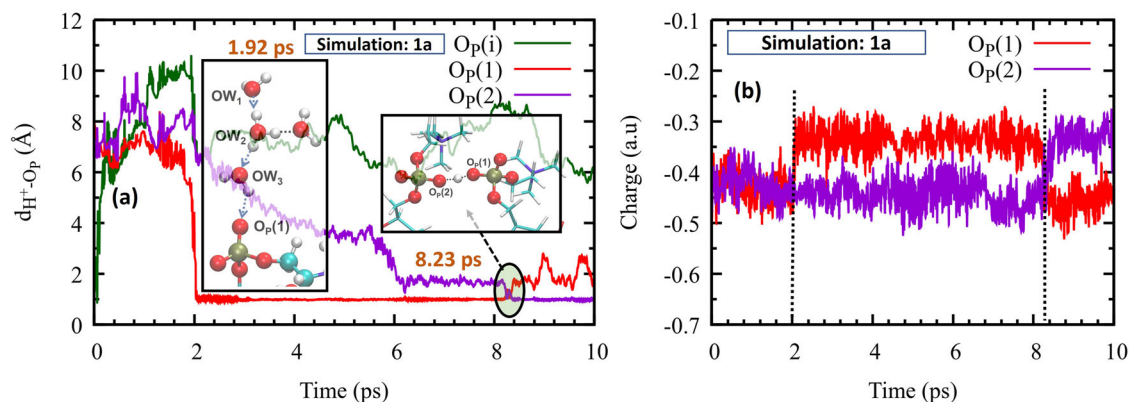 12
10
8
6
4
2
0
d_H⁺-O_P (Å)
0 2 4 6 8 10
Time (ps)
(a)
1.92 ps
Simulation: 1a
O_P(i)
O_P(1)
O_P(2)
OW₁
OW₂
OW₃
O_P(1)
O_P(1)
O_P(2)
8.23 ps
-0.1
-0.2
-0.3
-0.4
-0.5
-0.6
-0.7
Charge (a.u)
0 2 4 6 8 10
Time (ps)
Simulation: 1a
(b)
O_P(1)
O_P(2)